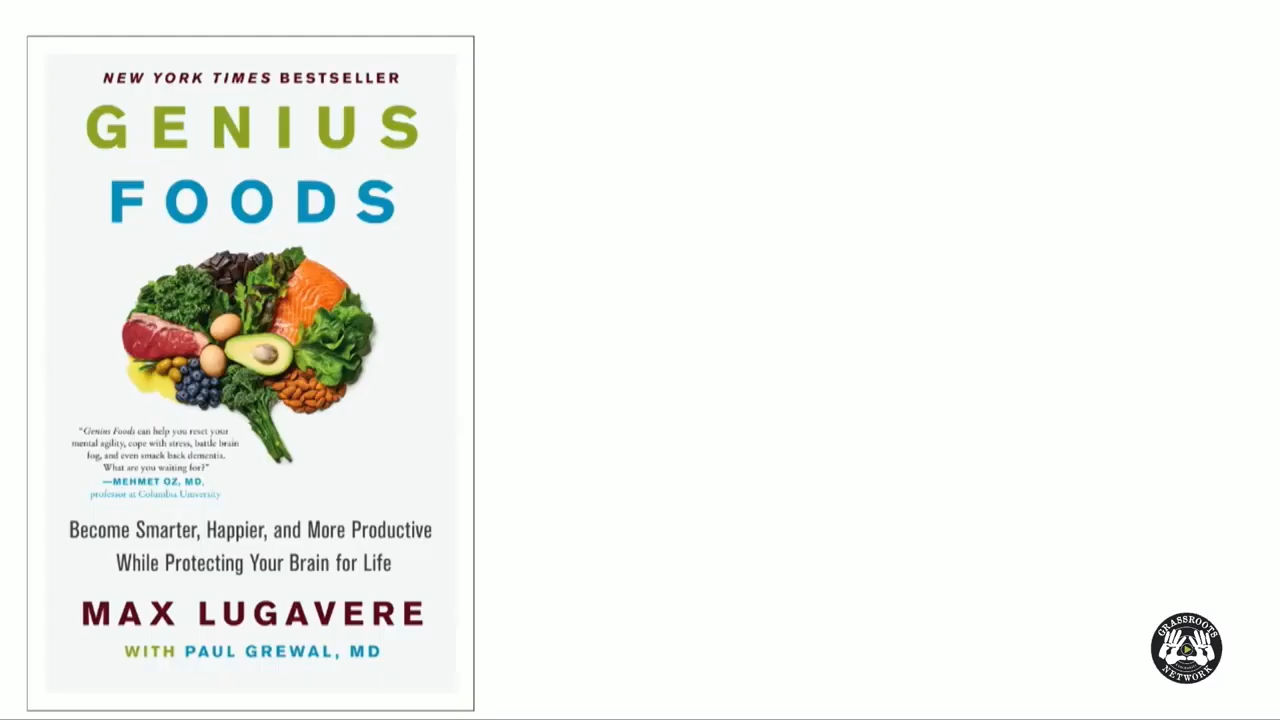 NEW YORK TIMES BESTSELLER
GENIUS
FOODS
“Genius Foods can help you reset your
mental agility, cope with stress, battle brain
fog, and even smack back dementia.
What are you waiting for?”
—MEHMET OZ, MD,
professor at Columbia University
Become Smarter, Happier, and More Productive
While Protecting Your Brain for Life
MAX LUGAVERE
WITH PAUL GREWAL, MD
GRASSROOTS
NETWORK